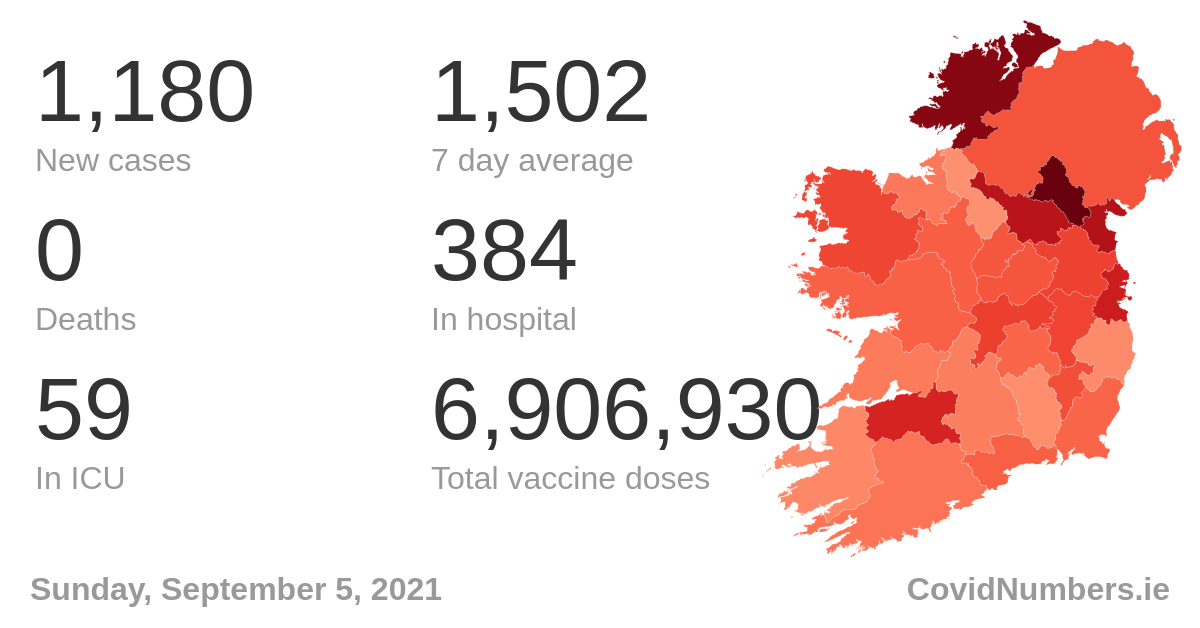 1,180
New cases
1,502
7 day average
0
Deaths
384
In hospital
59
In ICU
6,906,930
Total vaccine doses
Sunday, September 5, 2021
CovidNumbers.ie